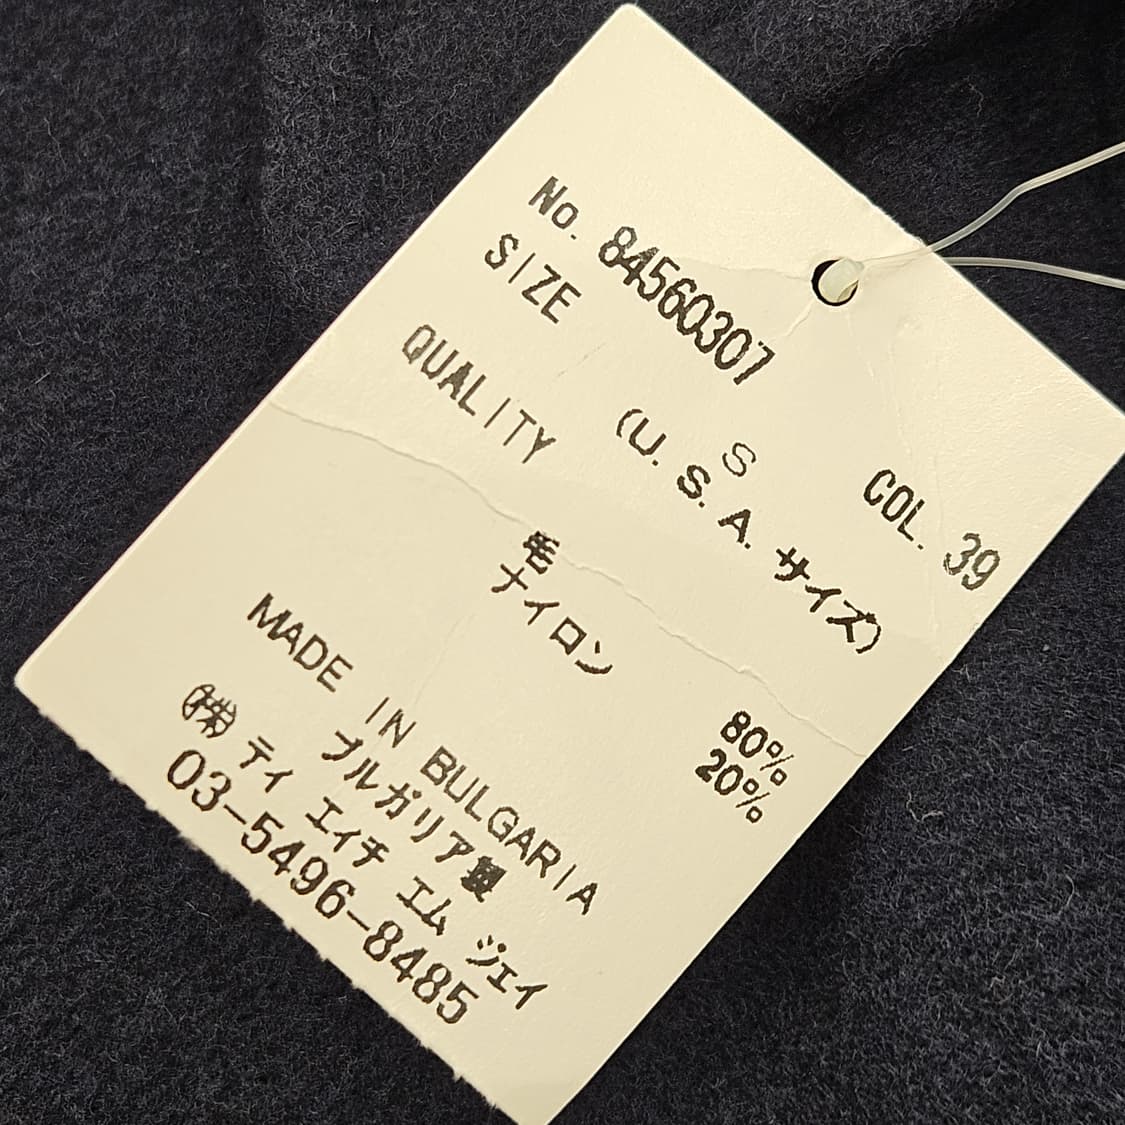 No. 84560307 COL. 39
SIZE S
(U.S.A.サイズ)
QUALITY
毛 80%
ナイロン 20%
MADE IN BULGARIA
ブルガリア製
㈱ ティ エイチ エム ジェイ
03-5496-8485